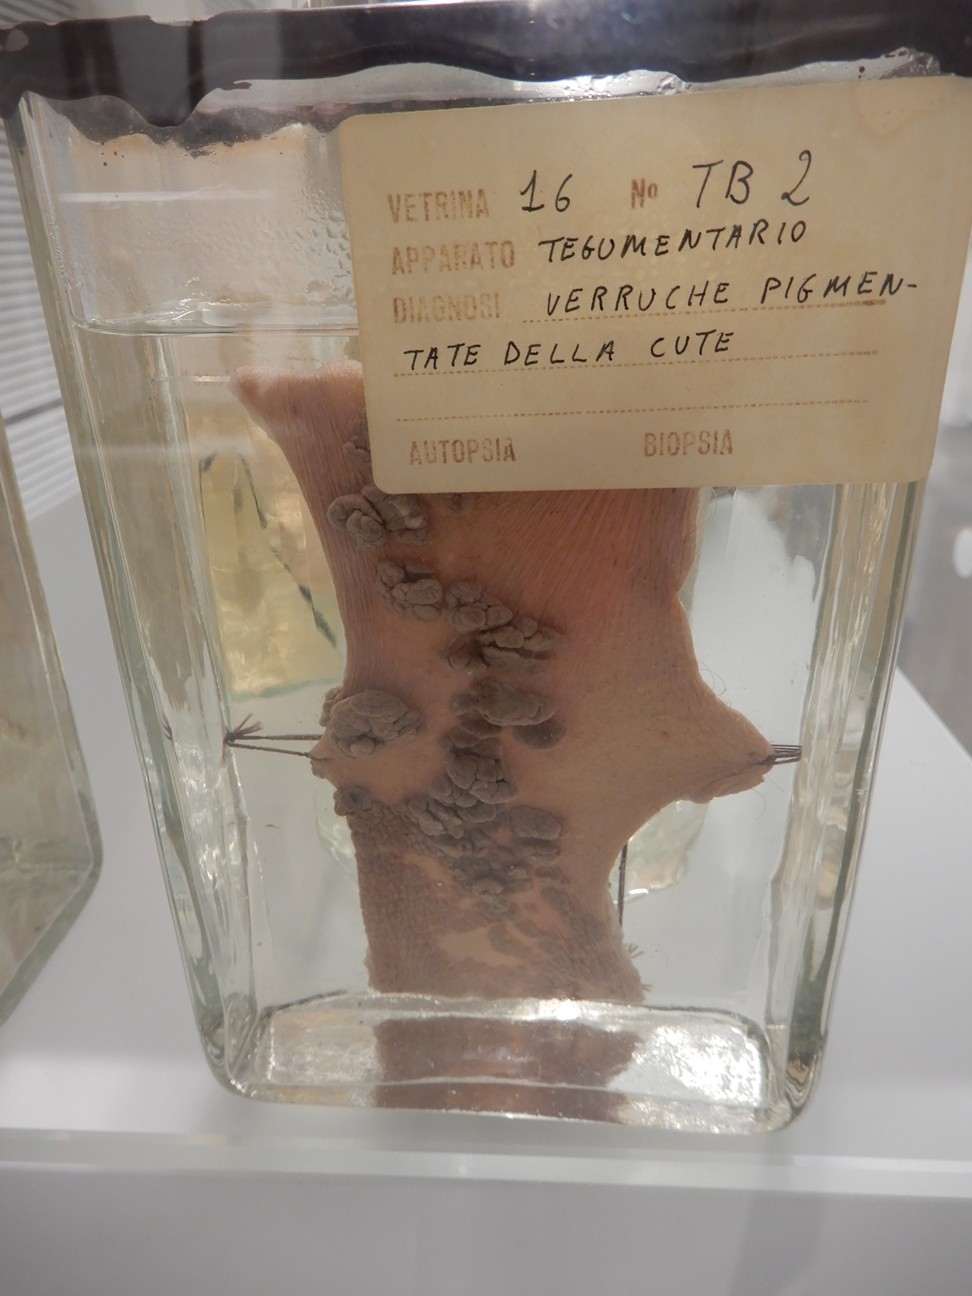 VETRINA 16 Nº TB 2
APPARATO TEGUMENTARIO
DIAGNOSI VERRUCHE PIGMEN-
TATE DELLA CUTE
AUTOPSIA BIOPSIA